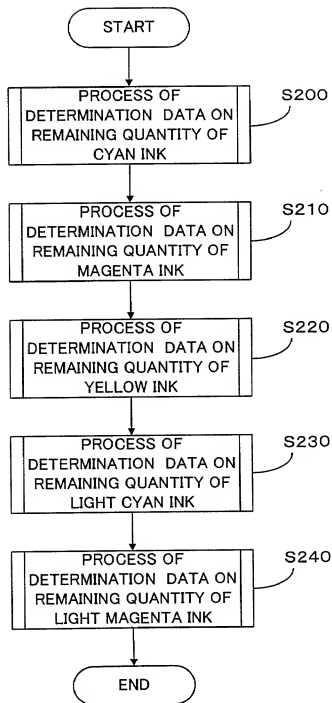 START
PROCESS OF
DETERMINATION DATA ON
REMAINING QUANTITY OF
CYAN INK
S200
PROCESS OF
DETERMINATION DATA ON
REMAINING QUANTITY OF
MAGENTA INK
S210
PROCESS OF
DETERMINATION DATA ON
REMAINING QUANTITY OF
YELLOW INK
S220
PROCESS OF
DETERMINATION DATA ON
REMAINING QUANTITY OF
LIGHT CYAN INK
S230
PROCESS OF
DETERMINATION DATA ON
REMAINING QUANTITY OF
LIGHT MAGENTA INK
S240
END